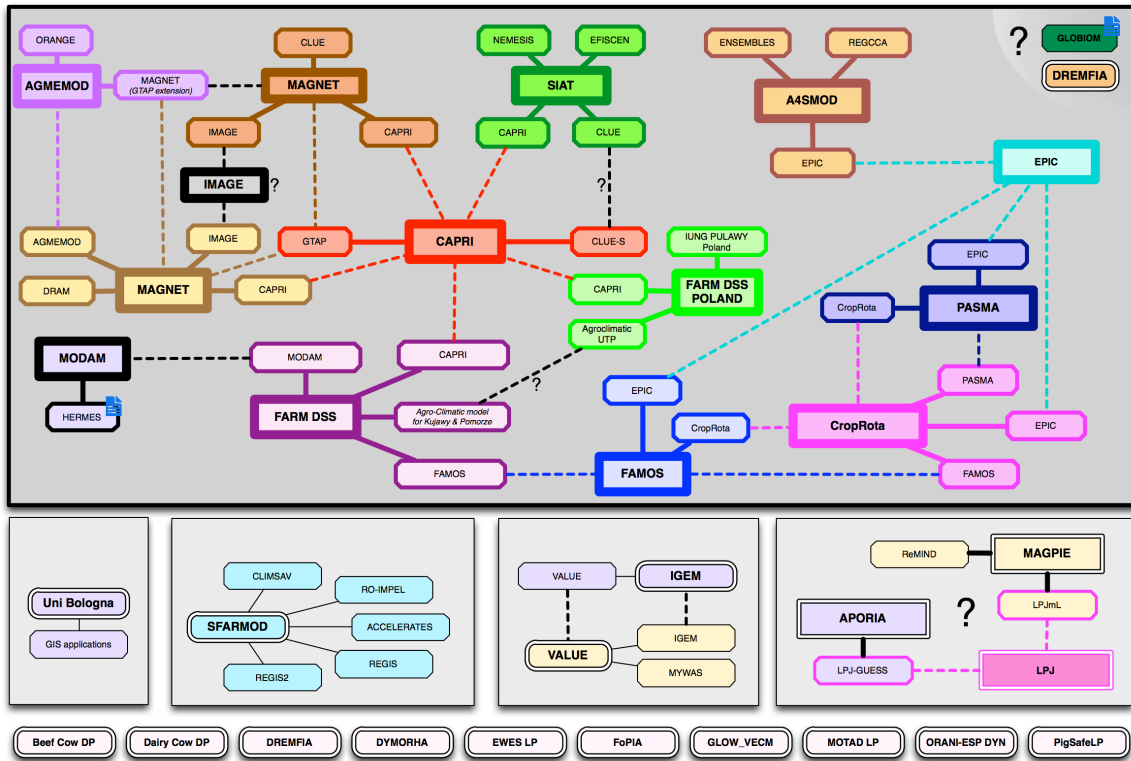 ORANGE
CLUE
NEMESIS
EFISCEN
ENSEMBLES
REGCCA
?
GLOBIOM
DREMFIA
AGMEMOD
MAGNET
(GTAP extension)
MAGNET
SIAT
A4SMOD
IMAGE
CAPRI
CAPRI
CLUE
EPIC
EPIC
IMAGE
?
?
AGMEMOD
IMAGE
GTAP
CAPRI
CLUE-S
IUNG PULAWY
Poland
EPIC
DRAM
MAGNET
CAPRI
CAPRI
FARM DSS
POLAND
CropRota
PASMA
Agroclimatic
UTP
MODAM
MODAM
CAPRI
?
EPIC
PASMA
HERMES
FARM DSS
Agro-Climatic model
for Kujawy & Pomorze
CropRota
CropRota
EPIC
FAMOS
FAMOS
FAMOS
Uni Bologna
GIS applications
CLIMSAV
RO-IMPEL
SFARMOD
ACCELERATES
REGIS
REGIS2
VALUE
IGEM
IGEM
VALUE
MYWAS
ReMIND
MAGPIE
LPJmL
APORIA
?
LPJ-GUESS
LPJ
Beef Cow DP
Dairy Cow DP
DREMFIA
DYMORHA
EWES LP
FoPIA
GLOW_VECM
MOTAD LP
ORANI-ESP DYN
PigSafeLP